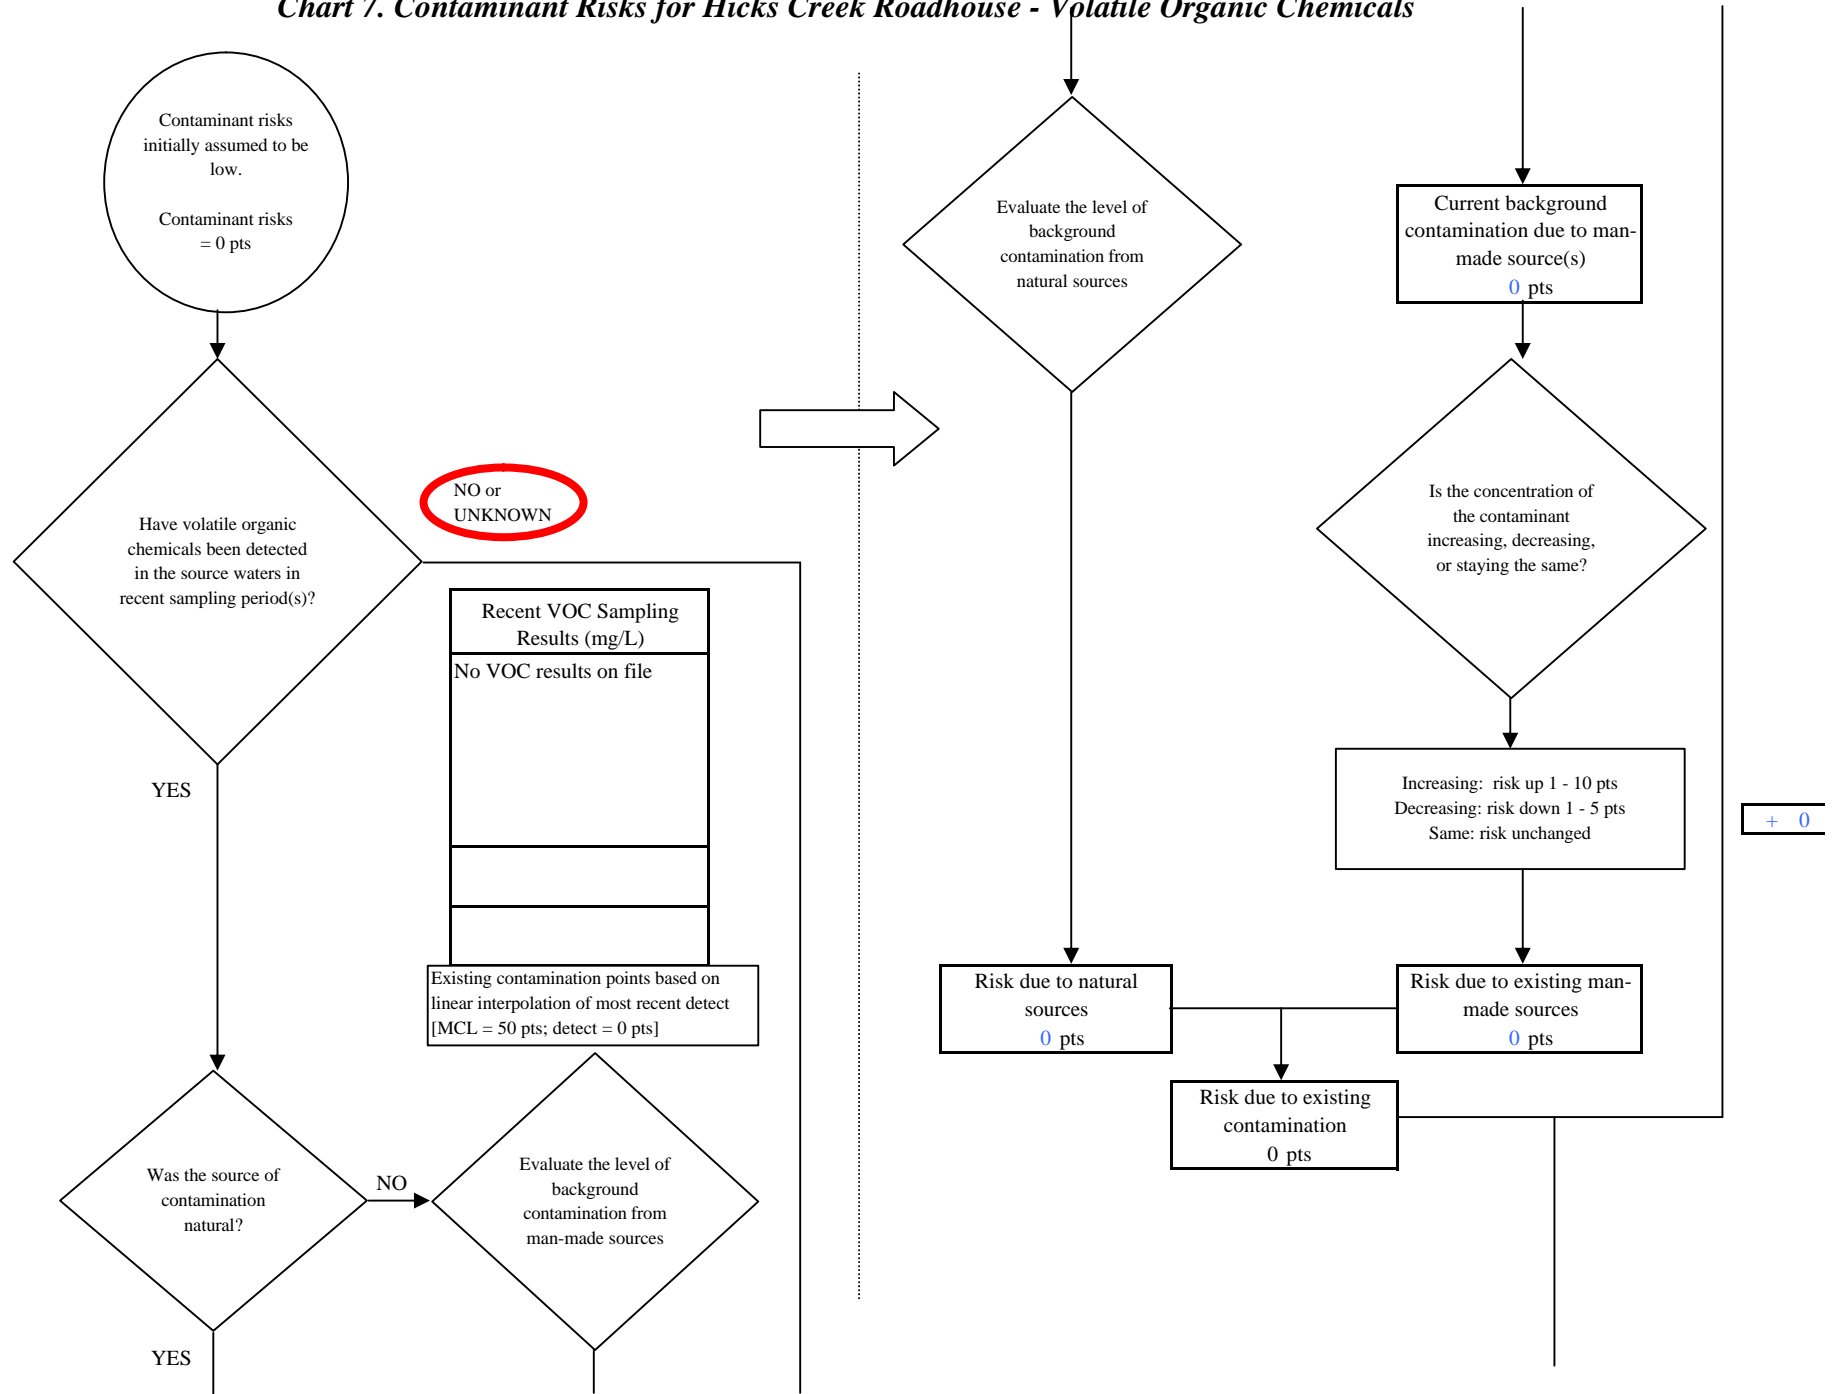 Chart 7. Contaminant Risks for Hicks Creek Roadhouse - Volatile Organic Chemicals
Contaminant risks
initially assumed to be
low.
Contaminant risks
= 0 pts
Have volatile organic
chemicals been detected
in the source waters in
recent sampling period(s)?
NO or
UNKNOWN
YES
Recent VOC Sampling
Results (mg/L)
No VOC results on file
Existing contamination points based on
linear interpolation of most recent detect
[MCL = 50 pts; detect = 0 pts]
Was the source of
contamination
natural?
NO
YES
Evaluate the level of
background
contamination from
man-made sources
Evaluate the level of
background
contamination from
natural sources
Current background
contamination due to man-
made source(s)
0 pts
Is the concentration of
the contaminant
increasing, decreasing,
or staying the same?
Increasing: risk up 1 - 10 pts
Decreasing: risk down 1 - 5 pts
Same: risk unchanged
+ 0
Risk due to natural
sources
0 pts
Risk due to existing man-
made sources
0 pts
Risk due to existing
contamination
0 pts